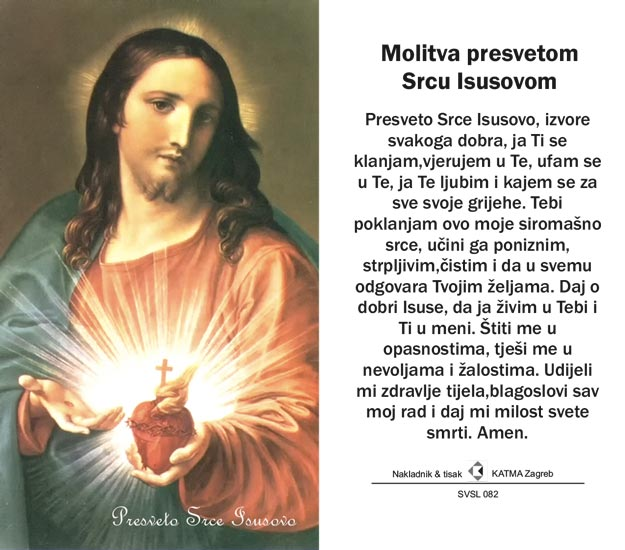 Presveto Srce Isusovo
Molitva presvetom
Srcu Isusovom
Presveto Srce Isusovo, izvore
svakoga dobra, ja Ti se
klanjam,vjerujem u Te, ufam se
u Te, ja Te ljubim i kajem se za
sve svoje grijehe. Tebi
poklanjam ovo moje siromašno
srce, učini ga poniznim,
strpljivim,čistim i da u svemu
odgovara Tvojim željama. Daj o
dobri Isuse, da ja živim u Tebi i
Ti u meni. Štiti me u
opasnostima, tješi me u
nevoljama i žalostima. Udijeli
mi zdravlje tijela,blagoslovi sav
moj rad i daj mi milost svete
smrti. Amen.
Nakladnik & tisak KATMA Zagreb
SVSL 082